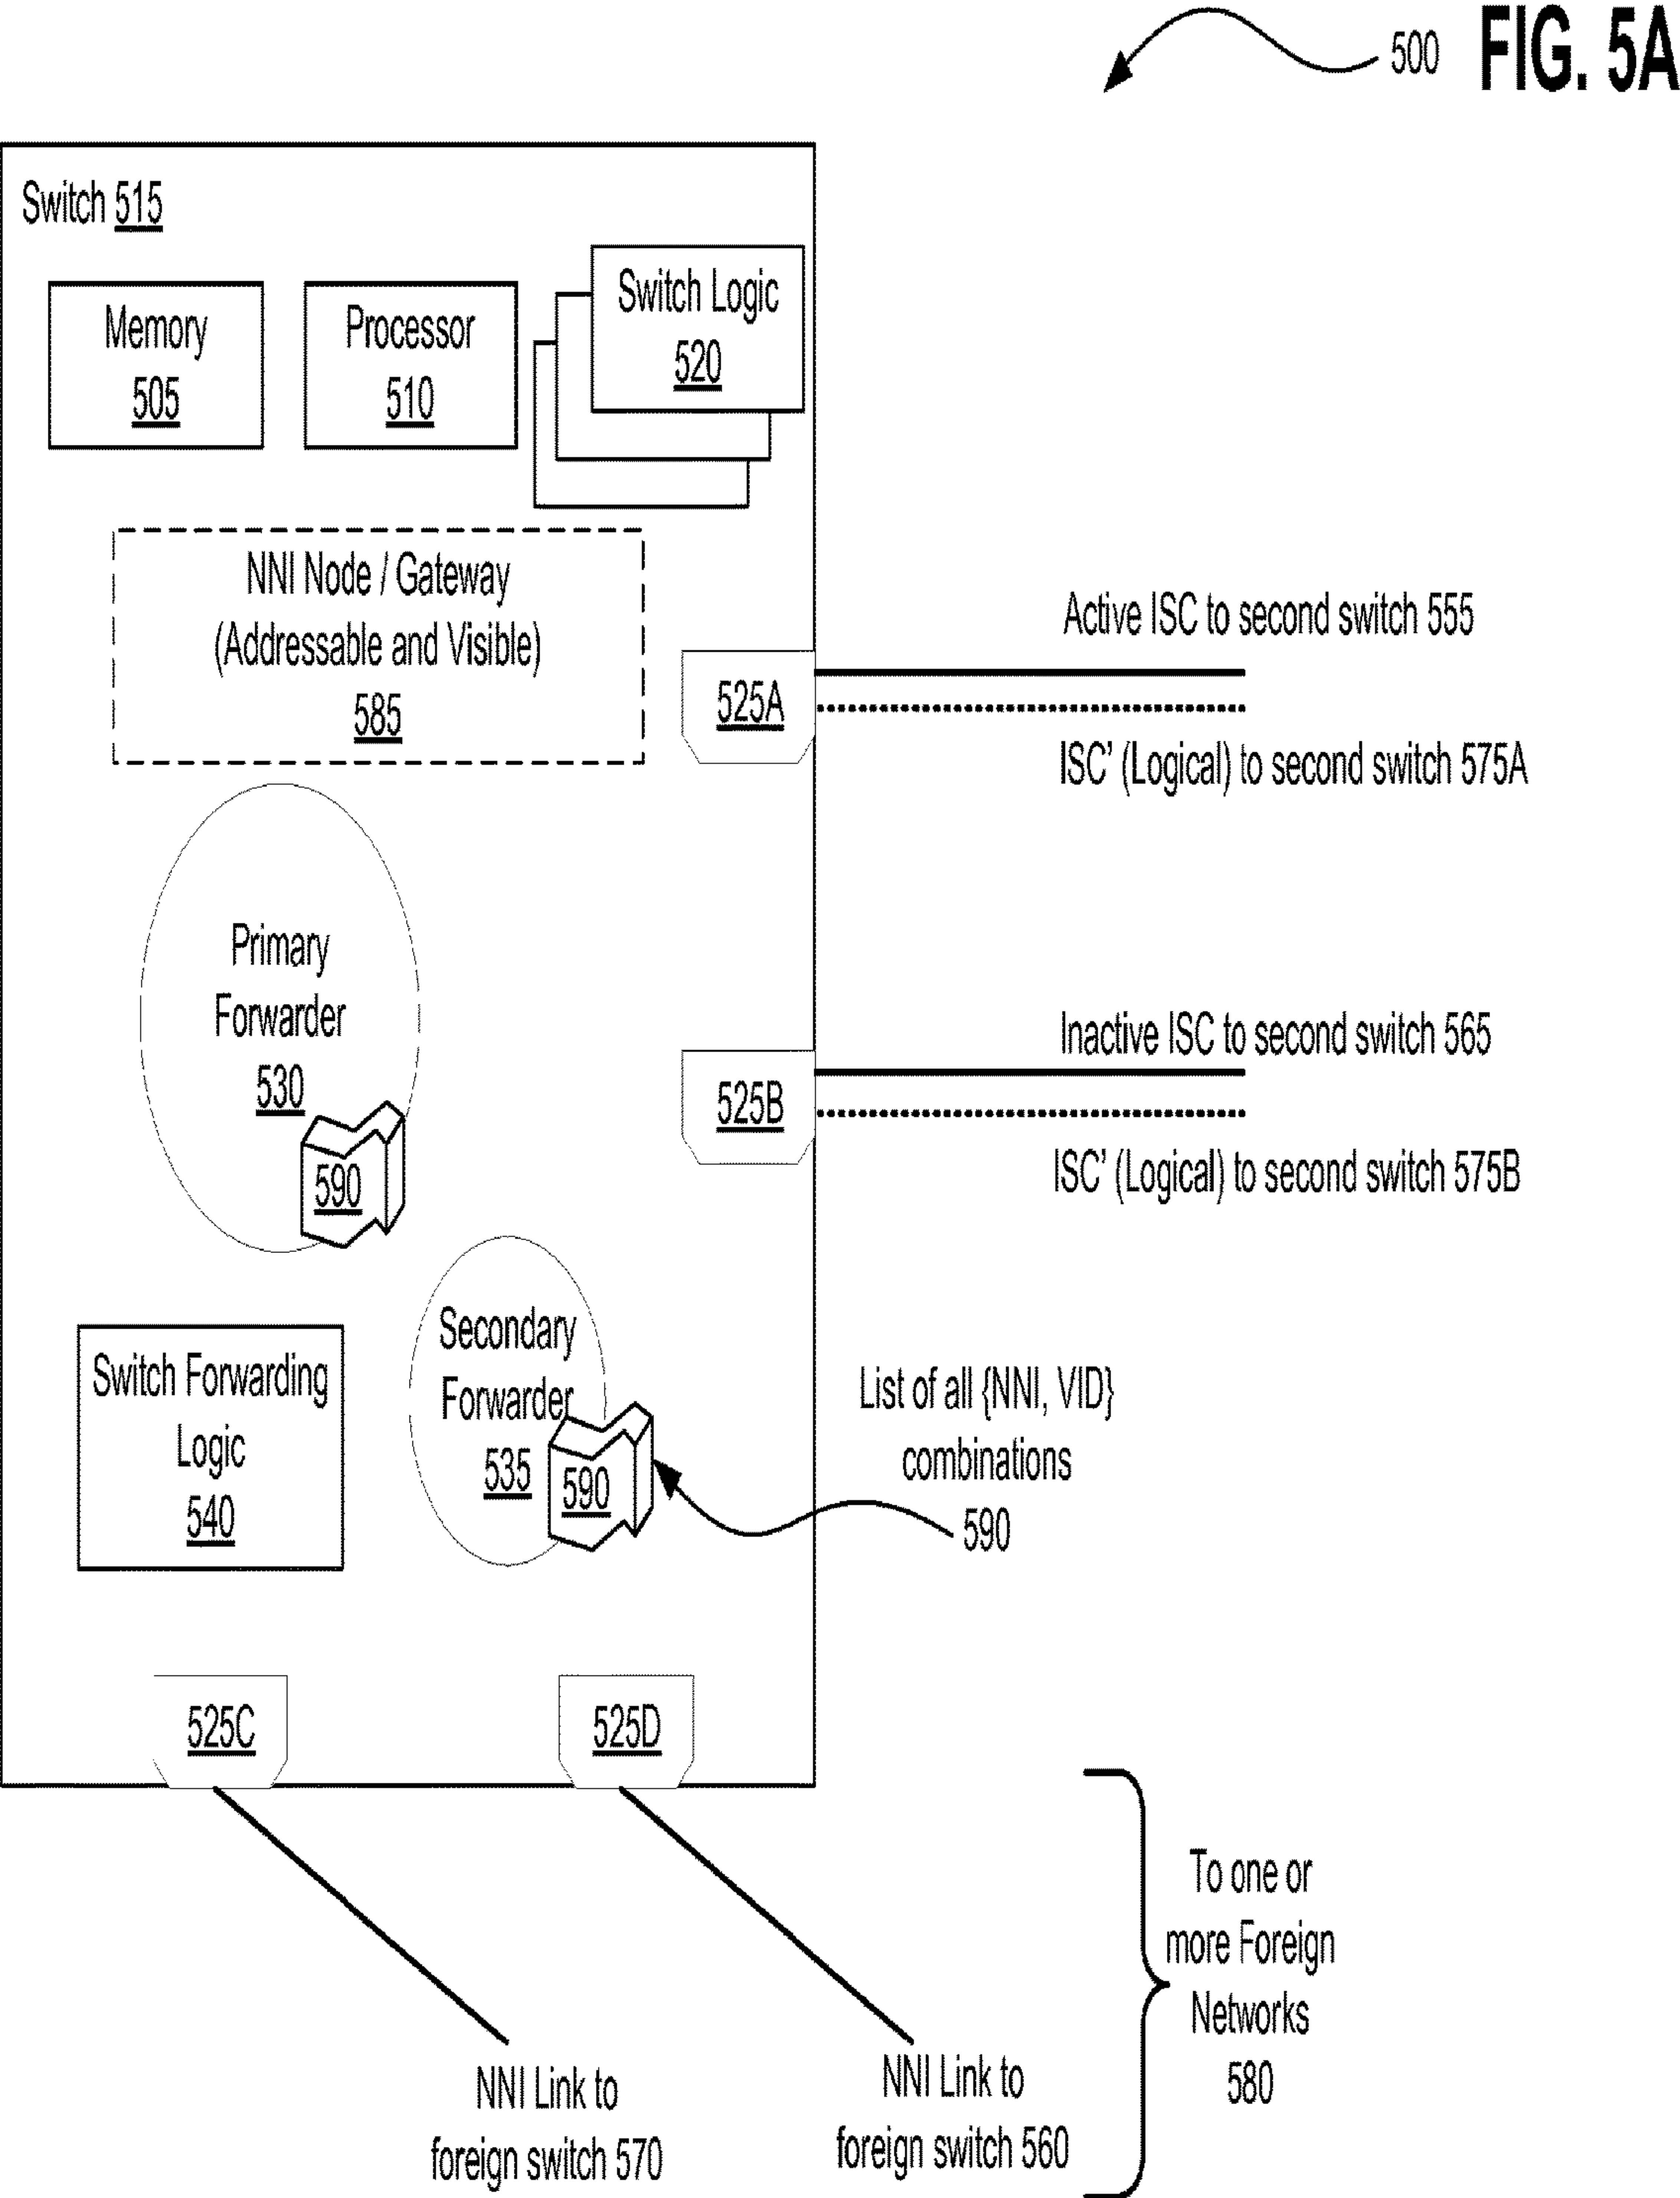 500 FIG. 5A
Switch 515
Memory
505
Processor
510
Switch Logic
520
NNI Node / Gateway
(Addressable and Visible)
585
525A
Active ISC to second switch 555
ISC’ (Logical) to second switch 575A
Primary
Forwarder
530
590
525B
Inactive ISC to second switch 565
ISC’ (Logical) to second switch 575B
Switch Forwarding
Logic
540
Secondary
Forwarder
535
590
List of all {NNI, VID}
combinations
590
525C
525D
NNI Link to
foreign switch 570
NNI Link to
foreign switch 560
To one or
more Foreign
Networks
580